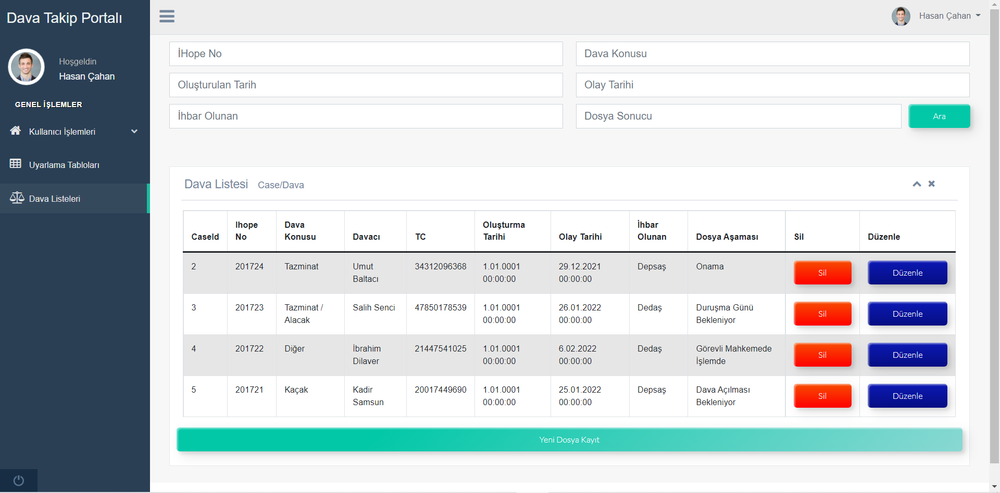 Dava Takip Portalı
Hasan Çahan
Hoşgeldin
Hasan Çahan
GENEL İŞLEMLER
Kullanıcı İşlemleri
Uyarlama Tabloları
Dava Listeleri
İHope No
Dava Konusu
Oluşturulan Tarih
Olay Tarihi
İhbar Olunan
Dosya Sonucu
Ara
Dava Listesi Case/Dava
CaseId
Ihope
No
Dava
Konusu
Davacı
TC
Oluşturma
Tarihi
Olay Tarihi
İhbar
Olunan
Dosya Aşaması
Sil
Düzenle
2
201724
Tazminat
Umut
Baltacı
34312096368
1.01.0001
00:00:00
29.12.2021
00:00:00
Depsaş
Onama
Sil
Düzenle
3
201723
Tazminat /
Alacak
Salih Senci
47850178539
1.01.0001
00:00:00
26.01.2022
00:00:00
Dedaş
Duruşma Günü
Bekleniyor
Sil
Düzenle
4
201722
Diğer
İbrahim
Dilaver
21447541025
1.01.0001
00:00:00
6.02.2022
00:00:00
Dedaş
Görevli Mahkemede
İşlemde
Sil
Düzenle
5
201721
Kaçak
Kadir
Samsun
20017449690
1.01.0001
00:00:00
25.01.2022
00:00:00
Depsaş
Dava Açılması
Bekleniyor
Sil
Düzenle
Yeni Dosya Kayıt